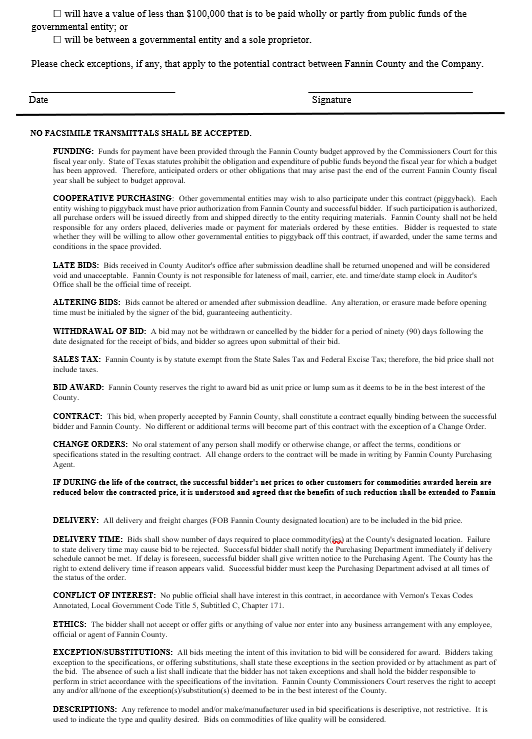 ☐ will have a value of less than $100,000 that is to be paid wholly or partly from public funds of the
governmental entity; or
☐ will be between a governmental entity and a sole proprietor.
Please check exceptions, if any, that apply to the potential contract between Fannin County and the Company.
Date Signature
NO FACSIMILE TRANSMITTALS SHALL BE ACCEPTED.
FUNDING: Funds for payment have been provided through the Fannin County budget approved by the Commissioners Court for this
fiscal year only. State of Texas statutes prohibit the obligation and expenditure of public funds beyond the fiscal year for which a budget
has been approved. Therefore, anticipated orders or other obligations that may arise past the end of the current Fannin County fiscal
year shall be subject to budget approval.
COOPERATIVE PURCHASING: Other governmental entities may wish to also participate under this contract (piggyback). Each
entity wishing to piggyback must have prior authorization from Fannin County and successful bidder. If such participation is authorized,
all purchase orders will be issued directly from and shipped directly to the entity requiring materials. Fannin County shall not be held
responsible for any orders placed, deliveries made or payment for materials ordered by these entities. Bidder is requested to state
whether they will be willing to allow other governmental entities to piggyback off this contract, if awarded, under the same terms and
conditions in the space provided.
LATE BIDS: Bids received in County Auditor's office after submission deadline shall be returned unopened and will be considered
void and unacceptable. Fannin County is not responsible for lateness of mail, carrier, etc. and time/date stamp clock in Auditor's
Office shall be the official time of receipt.
ALTERING BIDS: Bids cannot be altered or amended after submission deadline. Any alteration, or erasure made before opening
time must be initialed by the signer of the bid, guaranteeing authenticity.
WITHDRAWAL OF BID: A bid may not be withdrawn or cancelled by the bidder for a period of ninety (90) days following the
date designated for the receipt of bids, and bidder so agrees upon submittal of their bid.
SALES TAX: Fannin County is by statute exempt from the State Sales Tax and Federal Excise Tax; therefore, the bid price shall not
include taxes.
BID AWARD: Fannin County reserves the right to award bid as unit price or lump sum as it deems to be in the best interest of the
County.
CONTRACT: This bid, when properly accepted by Fannin County, shall constitute a contract equally binding between the successful
bidder and Fannin County. No different or additional terms will become part of this contract with the exception of a Change Order.
CHANGE ORDERS: No oral statement of any person shall modify or otherwise change, or affect the terms, conditions or
specifications stated in the resulting contract. All change orders to the contract will be made in writing by Fannin County Purchasing
Agent.
IF DURING the life of the contract, the successful bidder's net prices to other customers for commodities awarded herein are
reduced below the contracted price, it is understood and agreed that the benefits of such reduction shall be extended to Fannin
DELIVERY: All delivery and freight charges (FOB Fannin County designated location) are to be included in the bid price.
DELIVERY TIME: Bids shall show number of days required to place commodity(ies) at the County's designated location. Failure
to state delivery time may cause bid to be rejected. Successful bidder shall notify the Purchasing Department immediately if delivery
schedule cannot be met. If delay is foreseen, successful bidder shall give written notice to the Purchasing Agent. The County has the
right to extend delivery time if reason appears valid. Successful bidder must keep the Purchasing Department advised at all times of
the status of the order.
CONFLICT OF INTEREST: No public official shall have interest in this contract, in accordance with Vernon's Texas Codes
Annotated, Local Government Code Title 5, Subtitled C, Chapter 171.
ETHICS: The bidder shall not accept or offer gifts or anything of value nor enter into any business arrangement with any employee,
official or agent of Fannin County.
EXCEPTION/SUBSTITUTIONS: All bids meeting the intent of this invitation to bid will be considered for award. Bidders taking
exception to the specifications, or offering substitutions, shall state these exceptions in the section provided or by attachment as part of
the bid. The absence of such a list shall indicate that the bidder has not taken exceptions and shall hold the bidder responsible to
perform in strict accordance with the specifications of the invitation. Fannin County Commissioners Court reserves the right to accept
any and/or all/none of the exception(s)/substitution(s) deemed to be in the best interest of the County.
DESCRIPTIONS: Any reference to model and/or make/manufacturer used in bid specifications is descriptive, not restrictive. It is
used to indicate the type and quality desired. Bids on commodities of like quality will be considered.